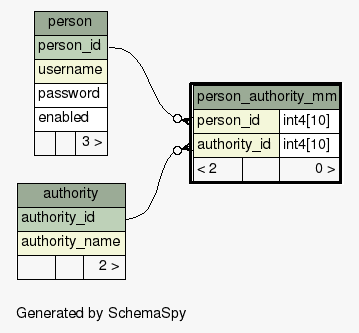 person
person_id
username
password
enabled
3 >
person_authority_mm
person_id int4[10]
authority_id int4[10]
< 2 0 >
authority
authority_id
authority_name
2 >
Generated by SchemaSpy